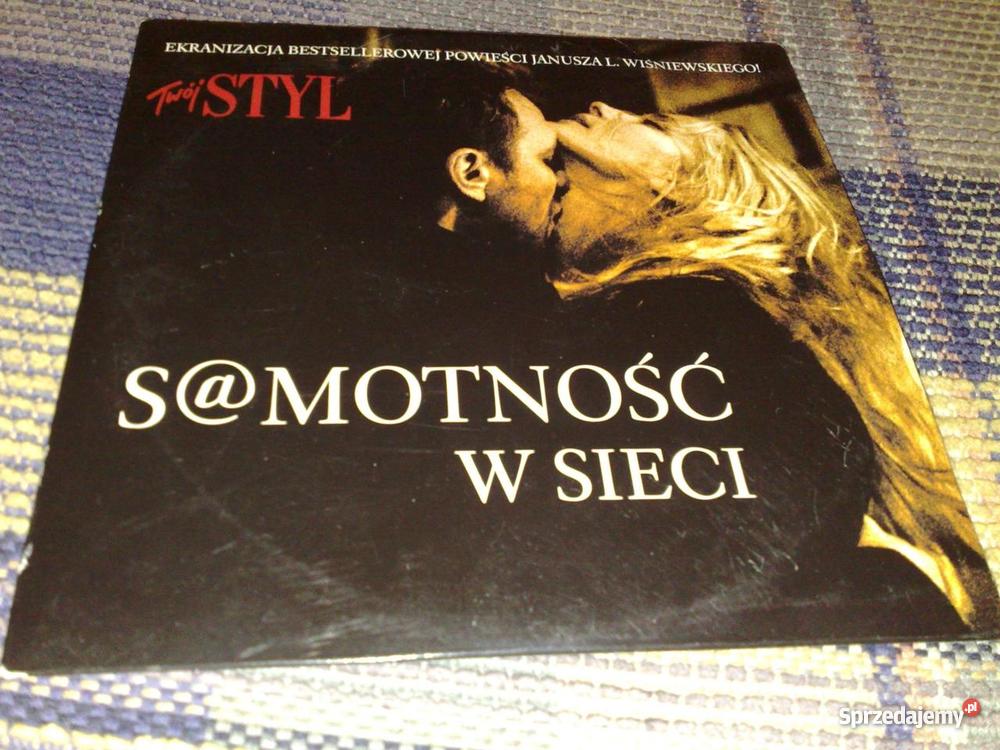 EKRANIZACJA BESTSELLEROWEJ POWIEŚCI JANUSZA L. WIŚNIEWSKIEGO!
Twój STYL
S@MOTNOŚĆ
W SIECI
Sprzedajemy.pl